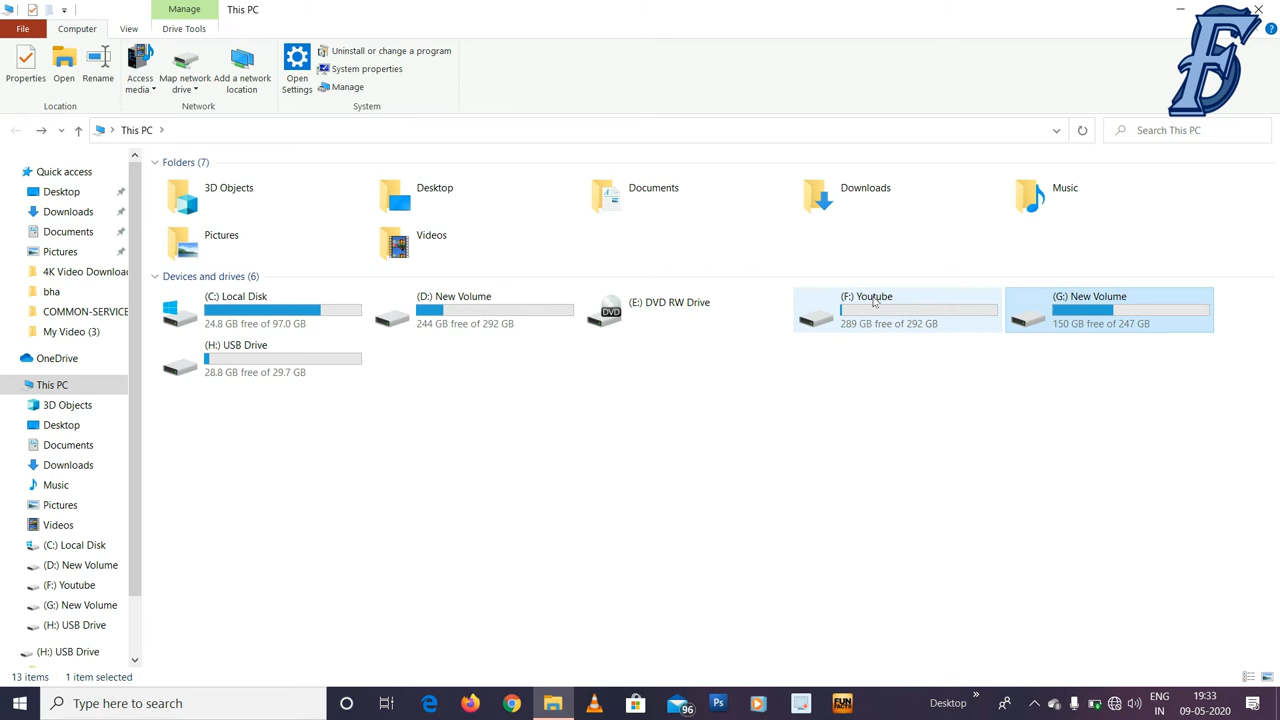 Manage
This PC
File
Computer
View
Drive Tools
Properties
Open
Rename
Access media
Map network drive
Add a network location
Open Settings
Uninstall or change a program
System properties
Manage
Location
Network
System
This PC
Search This PC
Quick access
Desktop
Downloads
Documents
Pictures
4K Video Downloa
bha
COMMON-SERVICE
My Video (3)
OneDrive
This PC
3D Objects
Desktop
Documents
Downloads
Music
Pictures
Videos
(C:) Local Disk
(D:) New Volume
(F:) Youtube
(G:) New Volume
(H:) USB Drive
(H:) USB Drive
Folders (7)
3D Objects
Desktop
Documents
Downloads
Music
Pictures
Videos
Devices and drives (6)
(C:) Local Disk
24.8 GB free of 97.0 GB
(D:) New Volume
244 GB free of 292 GB
DVD
(E:) DVD RW Drive
(F:) Youtube
289 GB free of 292 GB
(G:) New Volume
150 GB free of 247 GB
(H:) USB Drive
28.8 GB free of 29.7 GB
13 items
1 item selected
Type here to search
96
Ps
FUN
Desktop
ENG
IN
19:33
09-05-2020